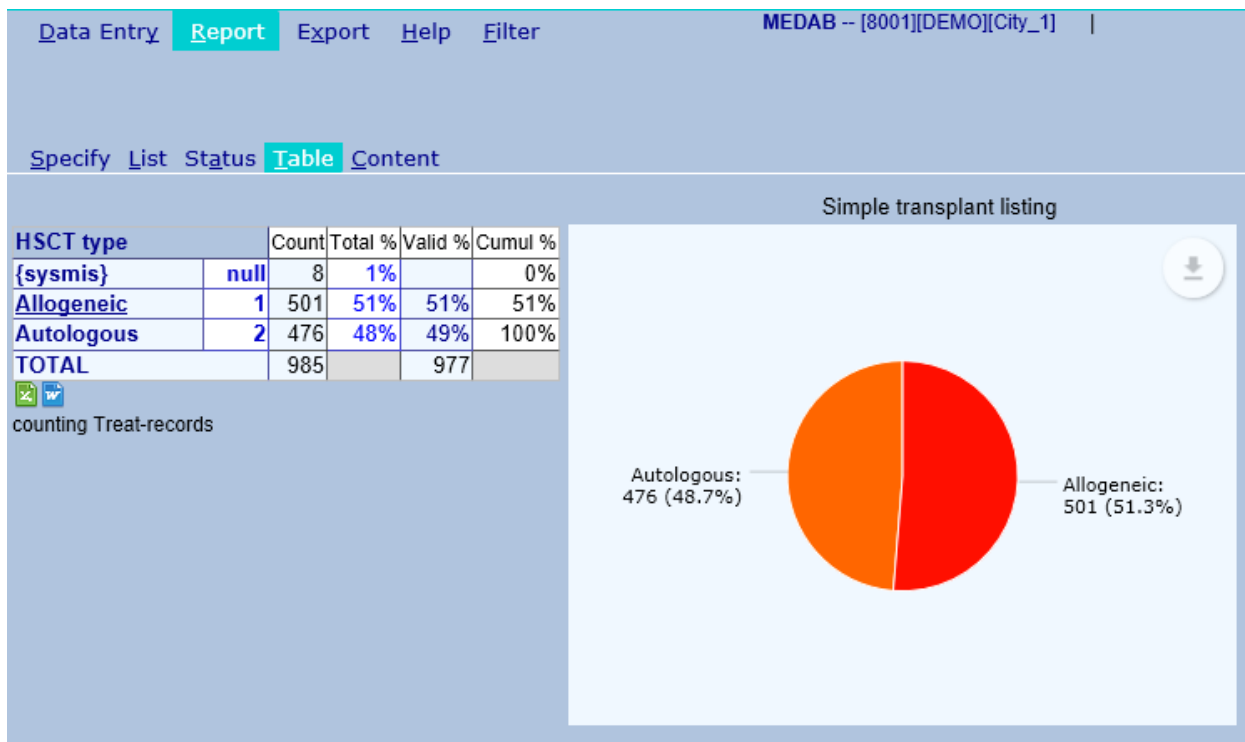 Data Entry Report Export Help Filter MEDAB -- [8001][DEMO][City_1] |
Specify List Status Table Content
Simple transplant listing
HSCT type Count Total % Valid % Cumul %
{sysmis} null 8 1% 0%
Allogeneic 1 501 51% 51% 51%
Autologous 2 476 48% 49% 100%
TOTAL 985 977
counting Treat-records
Autologous:
476 (48.7%)
Allogeneic:
501 (51.3%)